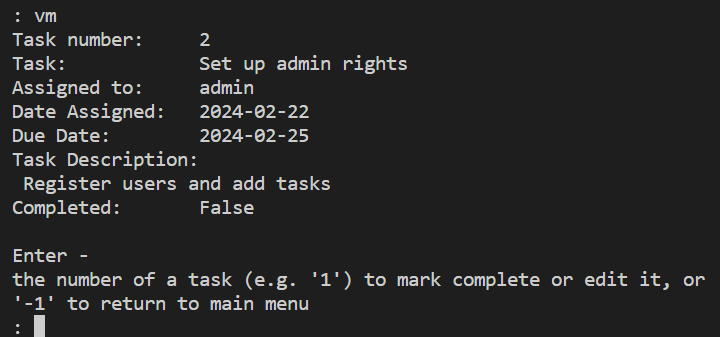 : vm
Task number:     2
Task:            Set up admin rights
Assigned to:     admin
Date Assigned:   2024-02-22
Due Date:        2024-02-25
Task Description:
 Register users and add tasks
Completed:       False

Enter -
the number of a task (e.g. '1') to mark complete or edit it, or
'-1' to return to main menu
: